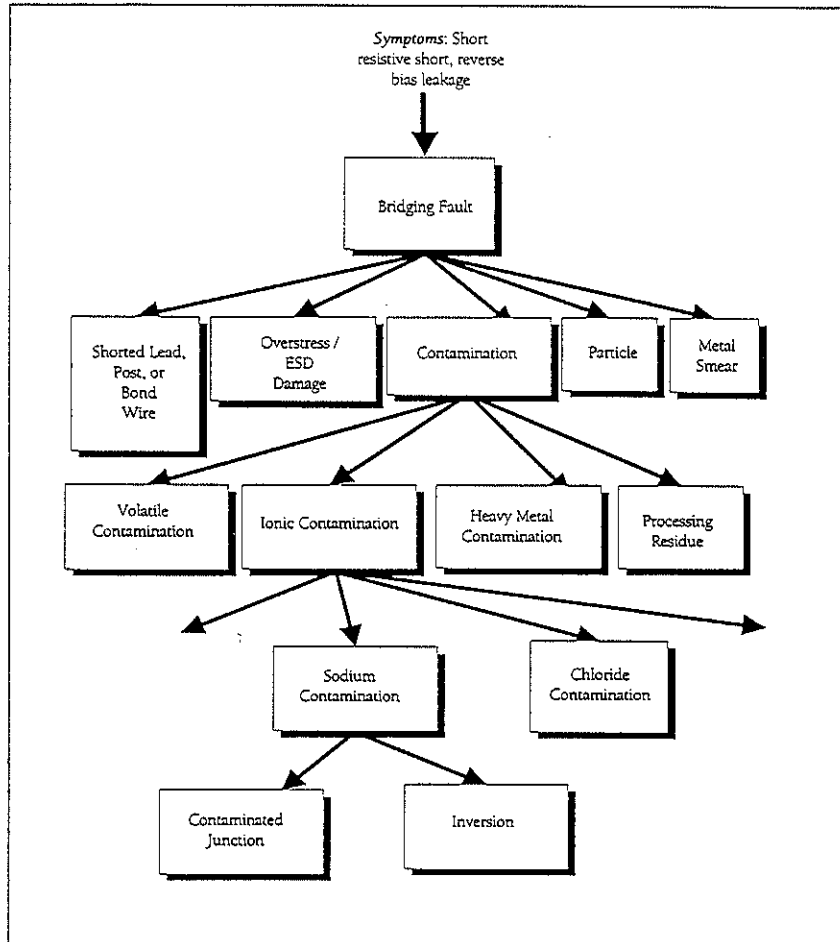 Symptoms: Short
resistive short, reverse
bias leakage
Bridging Fault
Shorted Lead,
Post, or
Bond
Wire
Overstress /
ESD
Damage
Contamination
Particle
Metal
Smear
Volatile
Contamination
Ionic Contamination
Heavy Metal
Contamination
Processing
Residue
Sodium
Contamination
Chloride
Contamination
Contaminated
Junction
Inversion